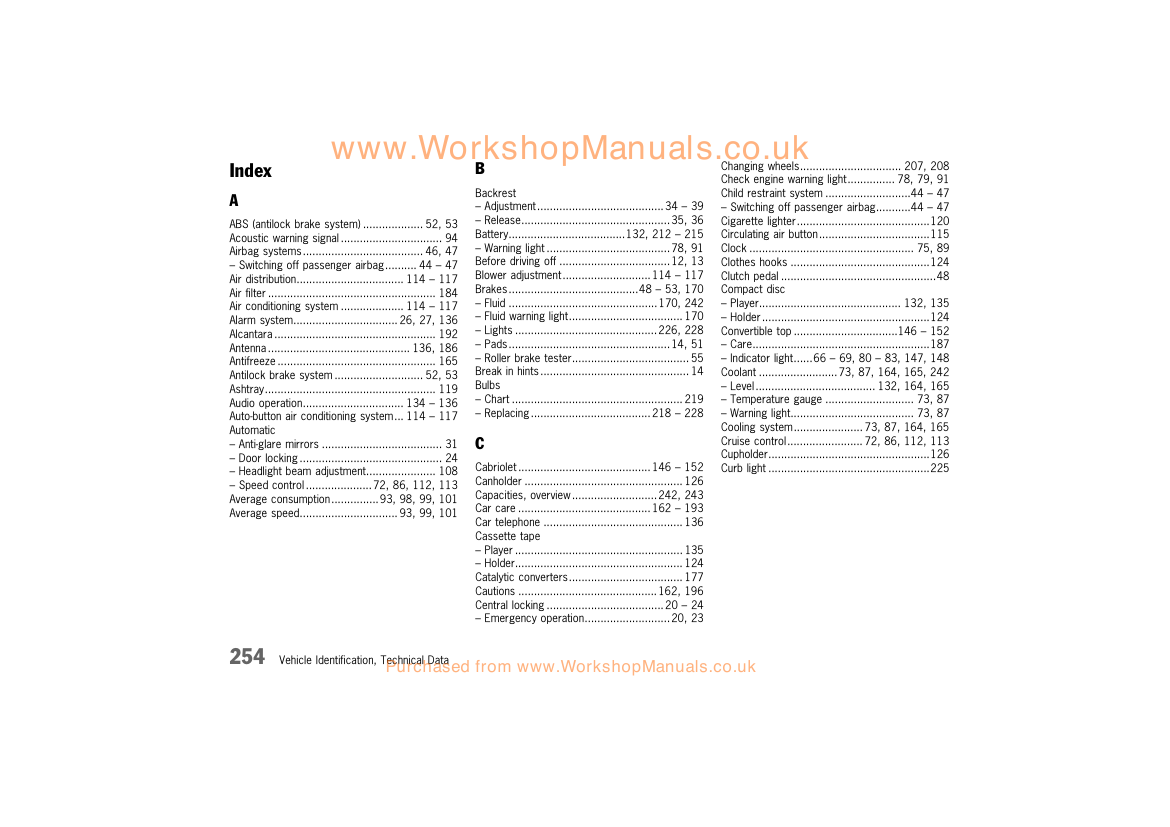 www.WorkshopManuals.co.uk
Index
A
ABS (antilock brake system) ................... 52, 53
Acoustic warning signal ................................ 94
Airbag systems ...................................... 46, 47
– Switching off passenger airbag .......... 44 – 47
Air distribution.................................. 114 – 117
Air filter ..................................................... 184
Air conditioning system .................... 114 – 117
Alarm system................................. 26, 27, 136
Alcantara ................................................... 192
Antenna ............................................. 136, 186
Antifreeze .................................................. 165
Antilock brake system ............................ 52, 53
Ashtray...................................................... 119
Audio operation................................ 134 – 136
Auto-button air conditioning system ... 114 – 117
Automatic
– Anti-glare mirrors ...................................... 31
– Door locking ............................................. 24
– Headlight beam adjustment...................... 108
– Speed control ..................... 72, 86, 112, 113
Average consumption ............... 93, 98, 99, 101
Average speed............................... 93, 99, 101
B
Backrest
– Adjustment ........................................ 34 – 39
– Release............................................... 35, 36
Battery..................................... 132, 212 – 215
– Warning light ....................................... 78, 91
Before driving off ................................... 12, 13
Blower adjustment ............................ 114 – 117
Brakes ......................................... 48 – 53, 170
– Fluid ............................................... 170, 242
– Fluid warning light.................................... 170
– Lights ............................................. 226, 228
– Pads ................................................... 14, 51
– Roller brake tester..................................... 55
Break in hints ............................................... 14
Bulbs
– Chart ...................................................... 219
– Replacing ...................................... 218 – 228
C
Cabriolet .......................................... 146 – 152
Canholder .................................................. 126
Capacities, overview ........................... 242, 243
Car care .......................................... 162 – 193
Car telephone ............................................ 136
Cassette tape
– Player ..................................................... 135
– Holder..................................................... 124
Catalytic converters .................................... 177
Cautions ............................................ 162, 196
Central locking ..................................... 20 – 24
– Emergency operation........................... 20, 23
Changing wheels ................................ 207, 208
Check engine warning light ............... 78, 79, 91
Child restraint system ........................... 44 – 47
– Switching off passenger airbag ........... 44 – 47
Cigarette lighter .......................................... 120
Circulating air button ................................... 115
Clock .................................................... 75, 89
Clothes hooks ............................................ 124
Clutch pedal ................................................. 48
Compact disc
– Player............................................. 132, 135
– Holder ..................................................... 124
Convertible top ................................. 146 – 152
– Care........................................................ 187
– Indicator light...... 66 – 69, 80 – 83, 147, 148
Coolant ......................... 73, 87, 164, 165, 242
– Level ...................................... 132, 164, 165
– Temperature gauge ............................ 73, 87
– Warning light....................................... 73, 87
Cooling system ...................... 73, 87, 164, 165
Cruise control ........................ 72, 86, 112, 113
Cupholder................................................... 126
Curb light ................................................... 225
254 Vehicle Identification, Technical Data
Purchased from www.WorkshopManuals.co.uk